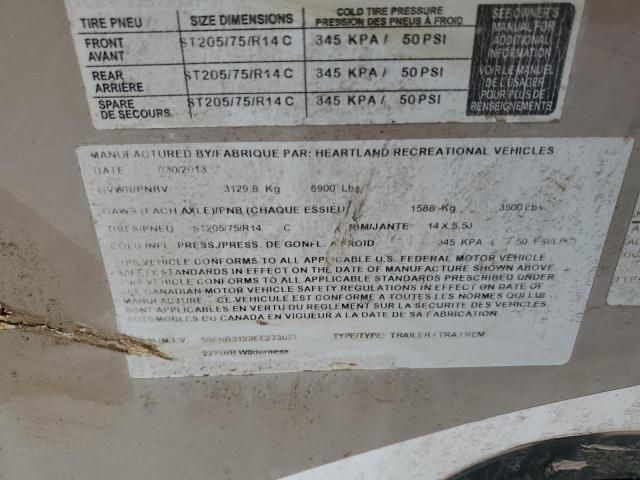 TIRE PNEU SIZE DIMENSIONS COLD TIRE PRESSURE
PRESSION DES PNEUS À FROID
FRONT AVANT ST205/75/R14 C 345 KPA / 50 PSI
REAR ARRIÈRE ST205/75/R14 C 345 KPA / 50 PSI
SPARE DE SECOURS ST205/75/R14 C 345 KPA / 50 PSI
SEE OWNER'S
MANUAL FOR
ADDITIONAL
INFORMATION
VOIR LE MANUEL
DE L'USAGER
POUR PLUS DE
RENSEIGNEMENTS
MANUFACTURED BY/FABRIQUE PAR: HEARTLAND RECREATIONAL VEHICLES
DATE 7/30/2013
GVWR/PNBV 3129.8 Kg 6900 Lbs
GAWR (EACH AXLE)/PNB (CHAQUE ESSIEU) 1588 Kg 3500 Lbs
TIRES/PNEU ST205/75/R14 C RIM/JANTE 14 X 5.5J
COLD INFL. PRESS./PRESS. DE GONFL. A FROID 345 KPA / 50 PSI/LPC
THIS VEHICLE CONFORMS TO ALL APPLICABLE U.S. FEDERAL MOTOR VEHICLE
SAFETY STANDARDS IN EFFECT ON THE DATE OF MANUFACTURE SHOWN ABOVE.
THIS VEHICLE CONFORMS TO ALL APPLICABLE STANDARDS PRESCRIBED UNDER
THE CANADIAN MOTOR VEHICLE SAFETY REGULATIONS IN EFFECT ON THE DATE OF
MANUFACTURE / CE VEHICULE EST CONFORME A TOUTES LES NORMES QUI LUI
SONT APPLICABLES EN VERTU DU REGLEMENT SUR LA SECURITE DES VEHICULES
AUTOMOBILES DU CANADA EN VIGUEUR A LA DATE DE SA FABRICATION.
TYPE/TYPE: TRAILER / TRA/REM
Wilderness